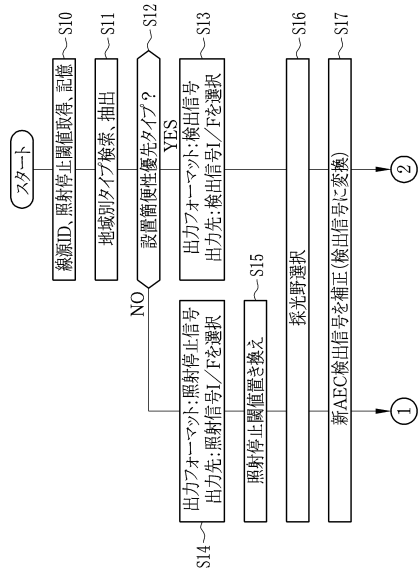 スタート
線源ID、照射停止閾値取得、記憶
S10
地域別タイプ検索、抽出
S11
設置簡便性優先タイプ？
S12
NO
YES
出力フォーマット：検出信号
出力先：検出信号I／Fを選択
S13
出力フォーマット：照射停止信号
出力先：照射信号I／Fを選択
S14
照射停止閾値置き換え
S15
採光野選択
S16
新AEC検出信号を補正(検出信号に変換)
S17
1
2